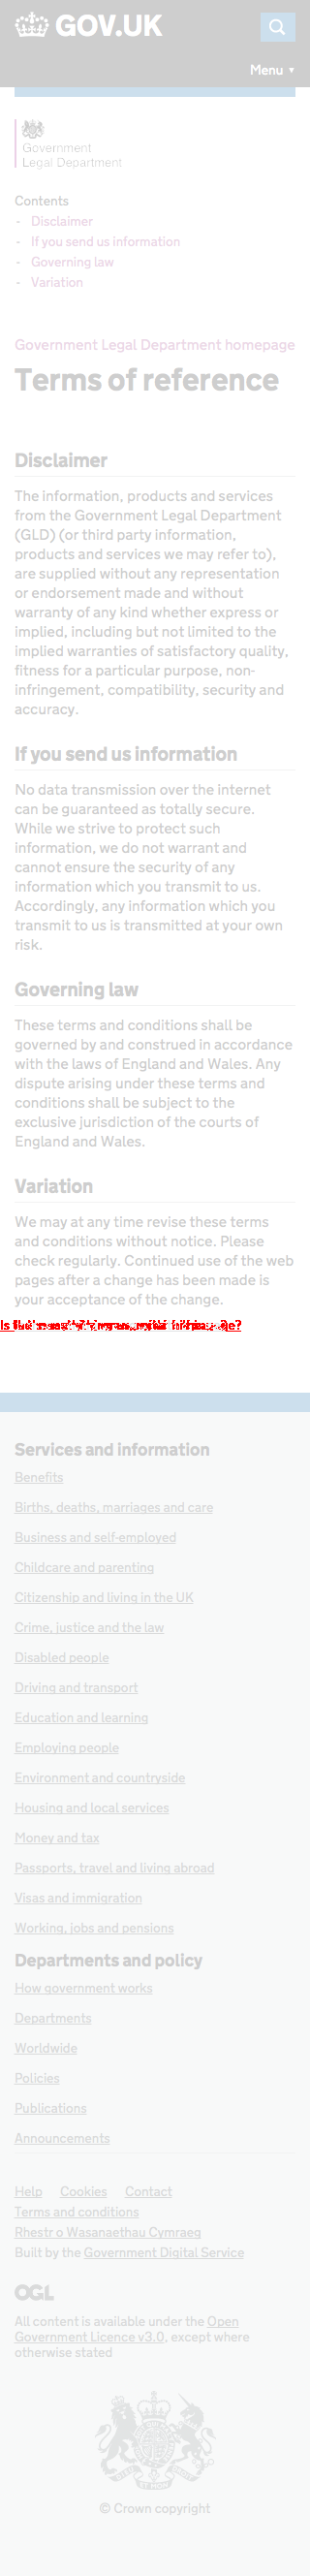 GOV.UK
Menu ▼
Government
Legal Department
Contents
- Disclaimer
- If you send us information
- Governing law
- Variation
Government Legal Department homepage
Terms of reference
Disclaimer
The information, products and services
from the Government Legal Department
(GLD) (or third party information,
products and services we may refer to),
are supplied without any representation
or endorsement made and without
warranty of any kind whether express or
implied, including but not limited to the
implied warranties of satisfactory quality,
fitness for a particular purpose, non-
infringement, compatibility, security and
accuracy.
If you send us information
No data transmission over the internet
can be guaranteed as totally secure.
While we strive to protect such
information, we do not warrant and
cannot ensure the security of any
information which you transmit to us.
Accordingly, any information which you
transmit to us is transmitted at your own
risk.
Governing law
These terms and conditions shall be
governed by and construed in accordance
with the laws of England and Wales. Any
dispute arising under these terms and
conditions shall be subject to the
exclusive jurisdiction of the courts of
England and Wales.
Variation
We may at any time revise these terms
and conditions without notice. Please
check regularly. Continued use of the web
pages after a change has been made is
your acceptance of the change.
Services and information
Benefits
Births, deaths, marriages and care
Business and self-employed
Childcare and parenting
Citizenship and living in the UK
Crime, justice and the law
Disabled people
Driving and transport
Education and learning
Employing people
Environment and countryside
Housing and local services
Money and tax
Passports, travel and living abroad
Visas and immigration
Working, jobs and pensions
Departments and policy
How government works
Departments
Worldwide
Policies
Publications
Announcements
Help Cookies Contact
Terms and conditions
Rhestr o Wasanaethau Cymraeg
Built by the Government Digital Service
OGL
All content is available under the Open
Government Licence v3.0, except where
otherwise stated
© Crown copyright